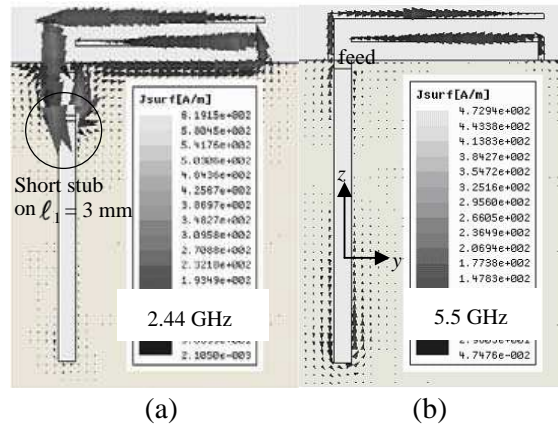 Jsurf[A/m]
6.1915e+002
5.8045e+002
5.4176e+002
5.0306e+002
4.6436e+002
4.2567e+002
3.8697e+002
3.4827e+002
3.0958e+002
2.7088e+002
2.3218e+002
1.9349e+002
2.1050e-003
Short stub
on ℓ1 = 3 mm
2.44 GHz
(a)
feed
Jsurf[A/m]
4.7294e+002
4.4338e+002
4.1383e+002
3.8427e+002
3.5472e+002
3.2516e+002
2.9560e+002
2.6605e+002
2.3649e+002
2.0694e+002
1.7738e+002
1.4783e+002
4.7476e-002
z
y
5.5 GHz
(b)